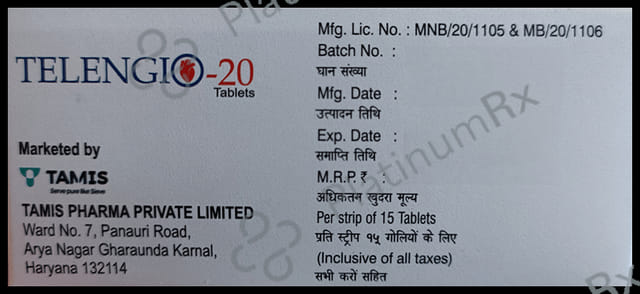 TELENGIO-20
Tablets
Marketed by
TAMIS
Serve pure like Sieve
TAMIS PHARMA PRIVATE LIMITED
Ward No. 7, Panauri Road,
Arya Nagar Gharaunda Karnal,
Haryana 132114
Mfg. Lic. No. : MNB/20/1105 & MB/20/1106
Batch No. :
घान संख्या
Mfg. Date :
उत्पादन तिथि
Exp. Date :
समाप्ति तिथि
M.R.P. ₹ :
अधिकतम खुदरा मूल्य
Per strip of 15 Tablets
प्रति स्ट्रीप १५ गोलियों के लिए
(Inclusive of all taxes)
सभी करों सहित
PlatinumRx